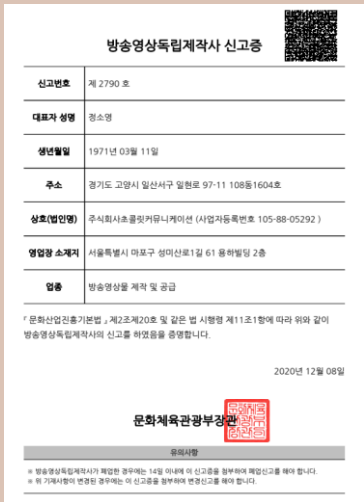 방송영상독립제작사 신고증
신고번호 제 2790 호
대표자 성명 정소영
생년월일 1971년 03월 11일
주소 경기도 고양시 일산서구 일현로 97-11 108동1604호
상호(법인명) 주식회사초콜릿커뮤니케이션 (사업자등록번호 105-88-05292 )
영업장 소재지 서울특별시 마포구 성미산로1길 61 용하빌딩 2층
업종 방송영상물 제작 및 공급
『 문화산업진흥기본법 』 제2조제20호 및 같은 법 시행령 제11조1항에 따라 위와 같이
방송영상독립제작사의 신고를 하였음을 증명합니다.
2020년 12월 08일
문화체육관광부장관
유의사항
※ 방송영상독립제작사가 폐업한 경우에는 14일 이내에 이 신고증을 첨부하여 폐업신고를 해야 합니다.
※ 위 기재사항이 변경된 경우에는 이 신고증을 첨부하여 변경신고를 해야 합니다.